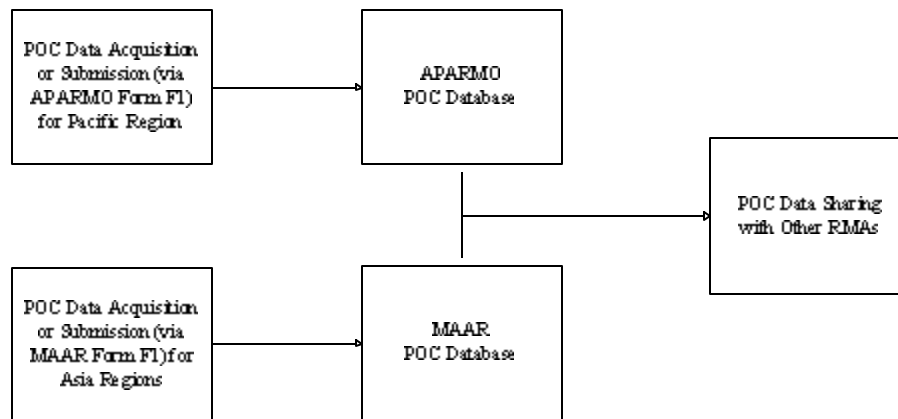 POC Data Acquisition
or Submission (via
APARMO Form F1)
for Pacific Region
APARMO
POC Database
POC Data Sharing
with Other RMAs
POC Data Acquisition
or Submission (via
MAAR Form F1) for
Asia Regions
MAAR
POC Database